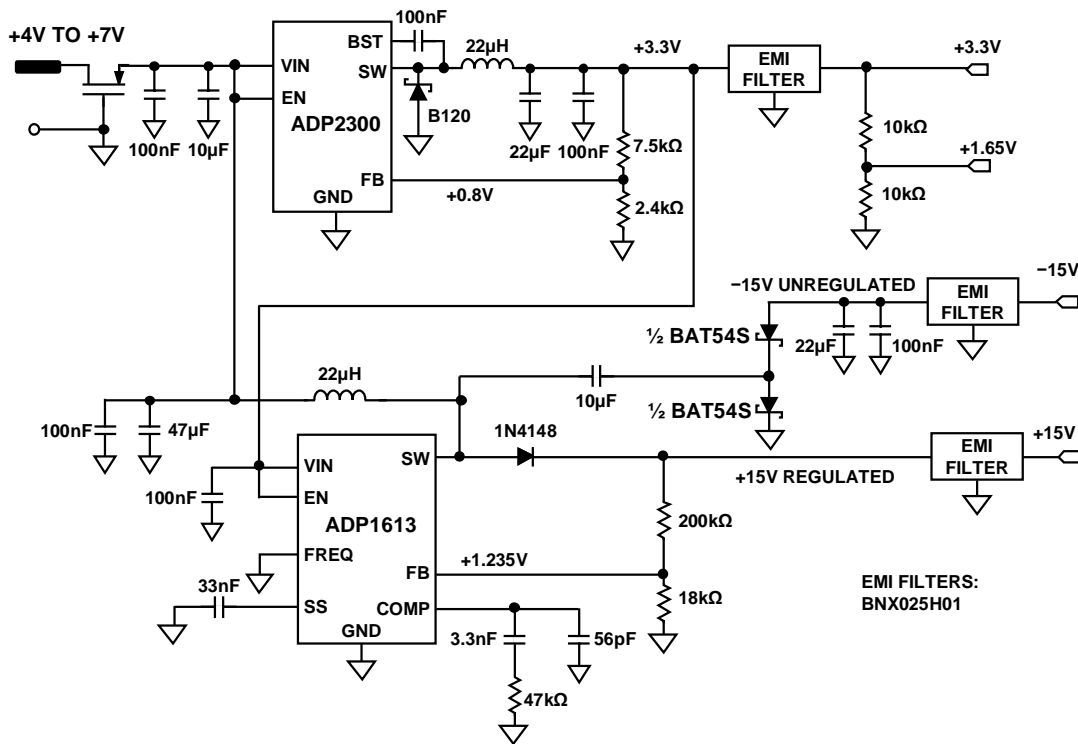 +4V TO +7V
100nF
10µF
VIN
EN
ADP2300
GND
BST
SW
FB
100nF
22µH
B120
22µF
100nF
+3.3V
7.5kΩ
2.4kΩ
+0.8V
EMI
FILTER
+3.3V
10kΩ
+1.65V
10kΩ
−15V UNREGULATED
½ BAT54S
½ BAT54S
22µF
100nF
EMI
FILTER
−15V
22µH
10µF
100nF
47µF
100nF
VIN
EN
ADP1613
FREQ
SS
GND
SW
FB
COMP
33nF
1N4148
+15V REGULATED
EMI
FILTER
+15V
200kΩ
+1.235V
18kΩ
3.3nF
56pF
47kΩ
EMI FILTERS:
BNX025H01